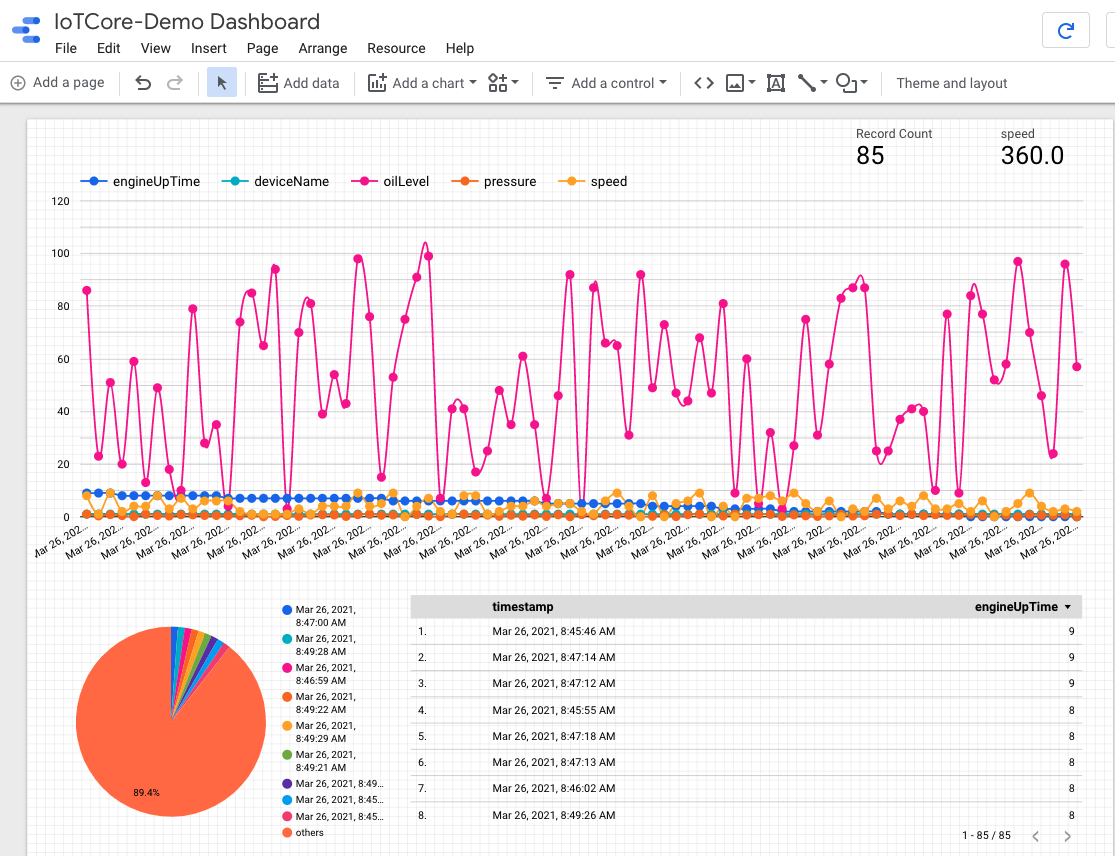 IoTCore-Demo Dashboard
File Edit View Insert Page Arrange Resource Help
Add a page Add data Add a chart Add a control Theme and layout
Record Count speed
85 360.0
engineUpTime deviceName oilLevel pressure speed
120
100
80
60
40
20
0
Mar 26, 202... Mar 26, 202... Mar 26, 202... Mar 26, 202... Mar 26, 202... Mar 26, 202... Mar 26, 202... Mar 26, 202... Mar 26, 202... Mar 26, 202... Mar 26, 202... Mar 26, 202... Mar 26, 202... Mar 26, 202... Mar 26, 202... Mar 26, 202... Mar 26, 202... Mar 26, 202... Mar 26, 202... Mar 26, 202... Mar 26, 202... Mar 26, 202... Mar 26, 202... Mar 26, 202...
89.4%
Mar 26, 2021,
8:47:00 AM
Mar 26, 2021,
8:49:28 AM
Mar 26, 2021,
8:46:59 AM
Mar 26, 2021,
8:49:22 AM
Mar 26, 2021,
8:49:29 AM
Mar 26, 2021,
8:49:21 AM
Mar 26, 2021, 8:49...
Mar 26, 2021, 8:45...
Mar 26, 2021, 8:45...
others
timestamp engineUpTime
1. Mar 26, 2021, 8:45:46 AM 9
2. Mar 26, 2021, 8:47:14 AM 9
3. Mar 26, 2021, 8:47:12 AM 9
4. Mar 26, 2021, 8:45:55 AM 8
5. Mar 26, 2021, 8:47:18 AM 8
6. Mar 26, 2021, 8:47:13 AM 8
7. Mar 26, 2021, 8:46:02 AM 8
8. Mar 26, 2021, 8:49:26 AM 8
1 - 85 / 85